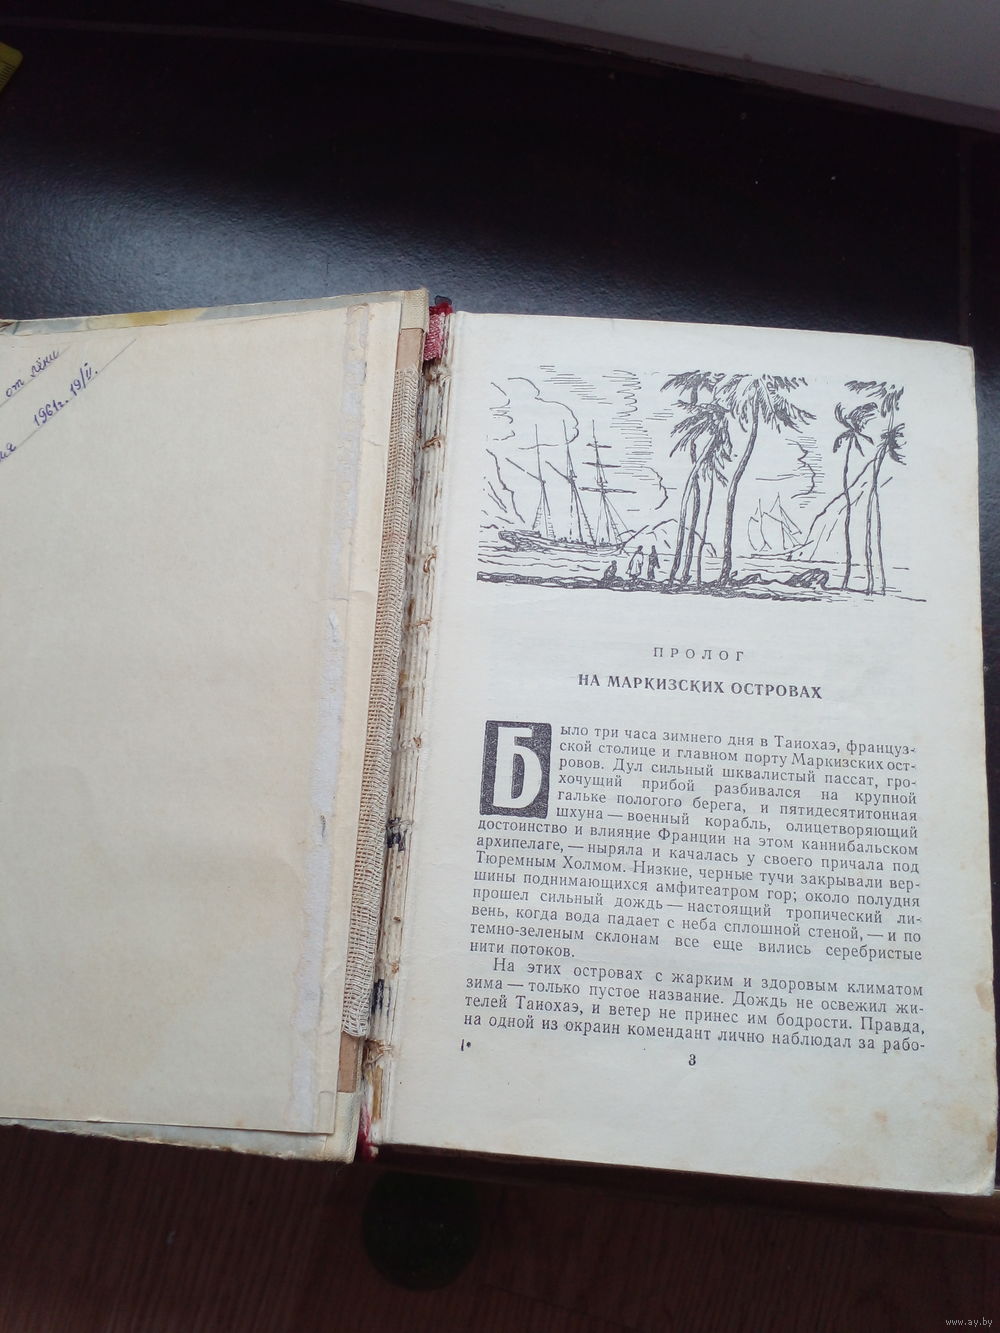 от Лёни
1961г. 19/II.
ПРОЛОГ
НА МАРКИЗСКИХ ОСТРОВАХ
Было три часа зимнего дня в Таиохаэ, француз-
ской столице и главном порту Маркизских ост-
ровов. Дул сильный шквалистый пассат, гро-
хочущий прибой разбивался на крупной
гальке пологого берега, и пятидесятитонная
шхуна — военный корабль, олицетворяющий
достоинство и влияние Франции на этом каннибальском
архипелаге, — ныряла и качалась у своего причала под
Тюремным Холмом. Низкие, черные тучи закрывали вер-
шины поднимающихся амфитеатром гор; около полудня
прошел сильный дождь — настоящий тропический ли-
вень, когда вода падает с неба сплошной стеной, — и по
темно-зеленым склонам все еще вились серебристые
нити потоков.
На этих островах с жарким и здоровым климатом
зима — только пустое название. Дождь не освежил жи-
телей Таиохаэ, и ветер не принес им бодрости. Правда,
на одной из окраин комендант лично наблюдал за рабо-
1*
3
www.ay.by